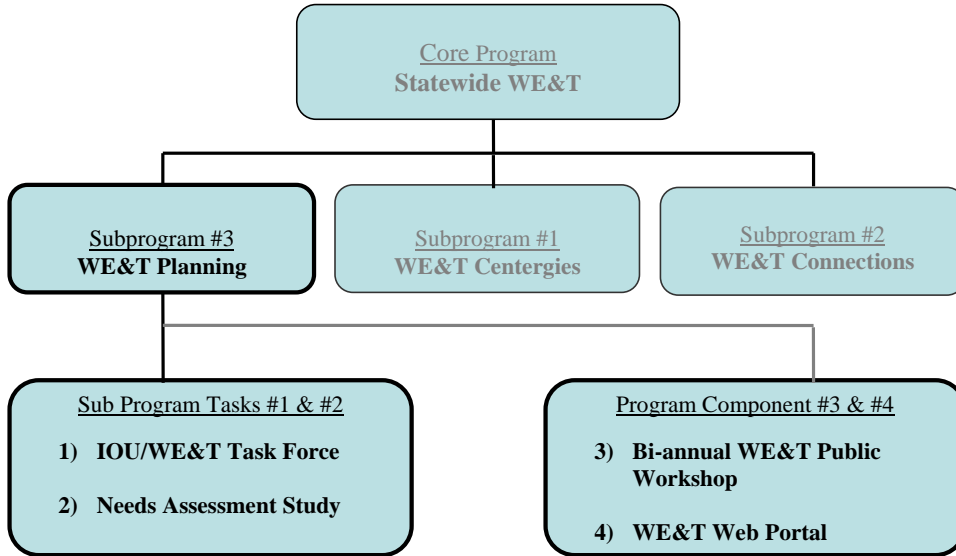 Core Program
Statewide WE&T
Subprogram #3
WE&T Planning
Subprogram #1
WE&T Centergies
Subprogram #2
WE&T Connections
Sub Program Tasks #1 & #2
1) IOU/WE&T Task Force
2) Needs Assessment Study
Program Component #3 & #4
3) Bi-annual WE&T Public
Workshop
4) WE&T Web Portal